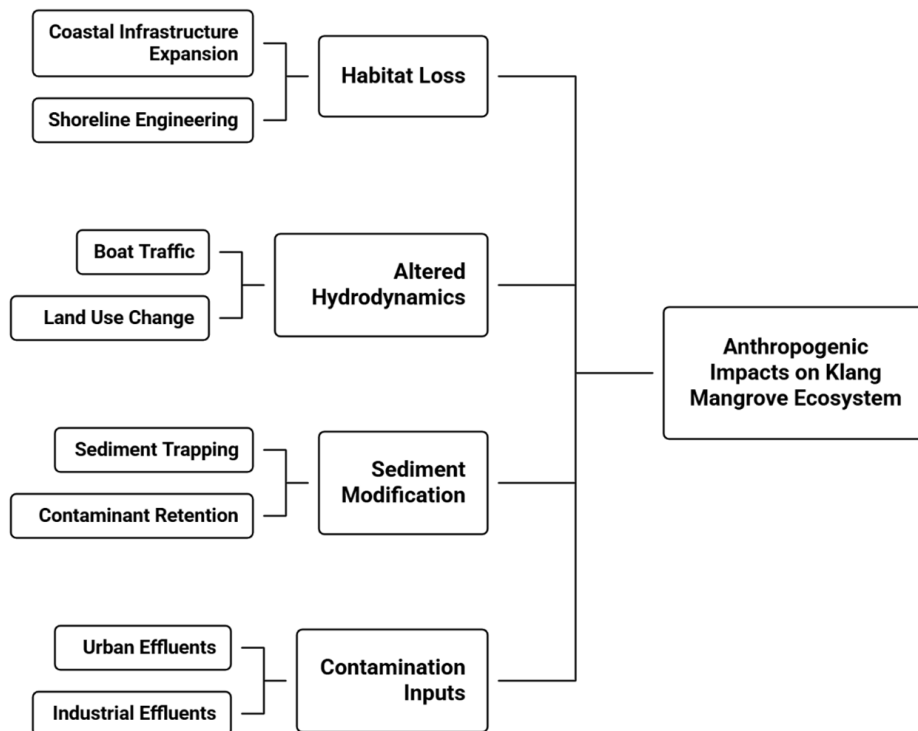 Coastal Infrastructure
Expansion
Shoreline Engineering
Habitat Loss
Boat Traffic
Land Use Change
Altered
Hydrodynamics
Sediment Trapping
Contaminant Retention
Sediment
Modification
Urban Effluents
Industrial Effluents
Contamination
Inputs
Anthropogenic
Impacts on Klang
Mangrove Ecosystem